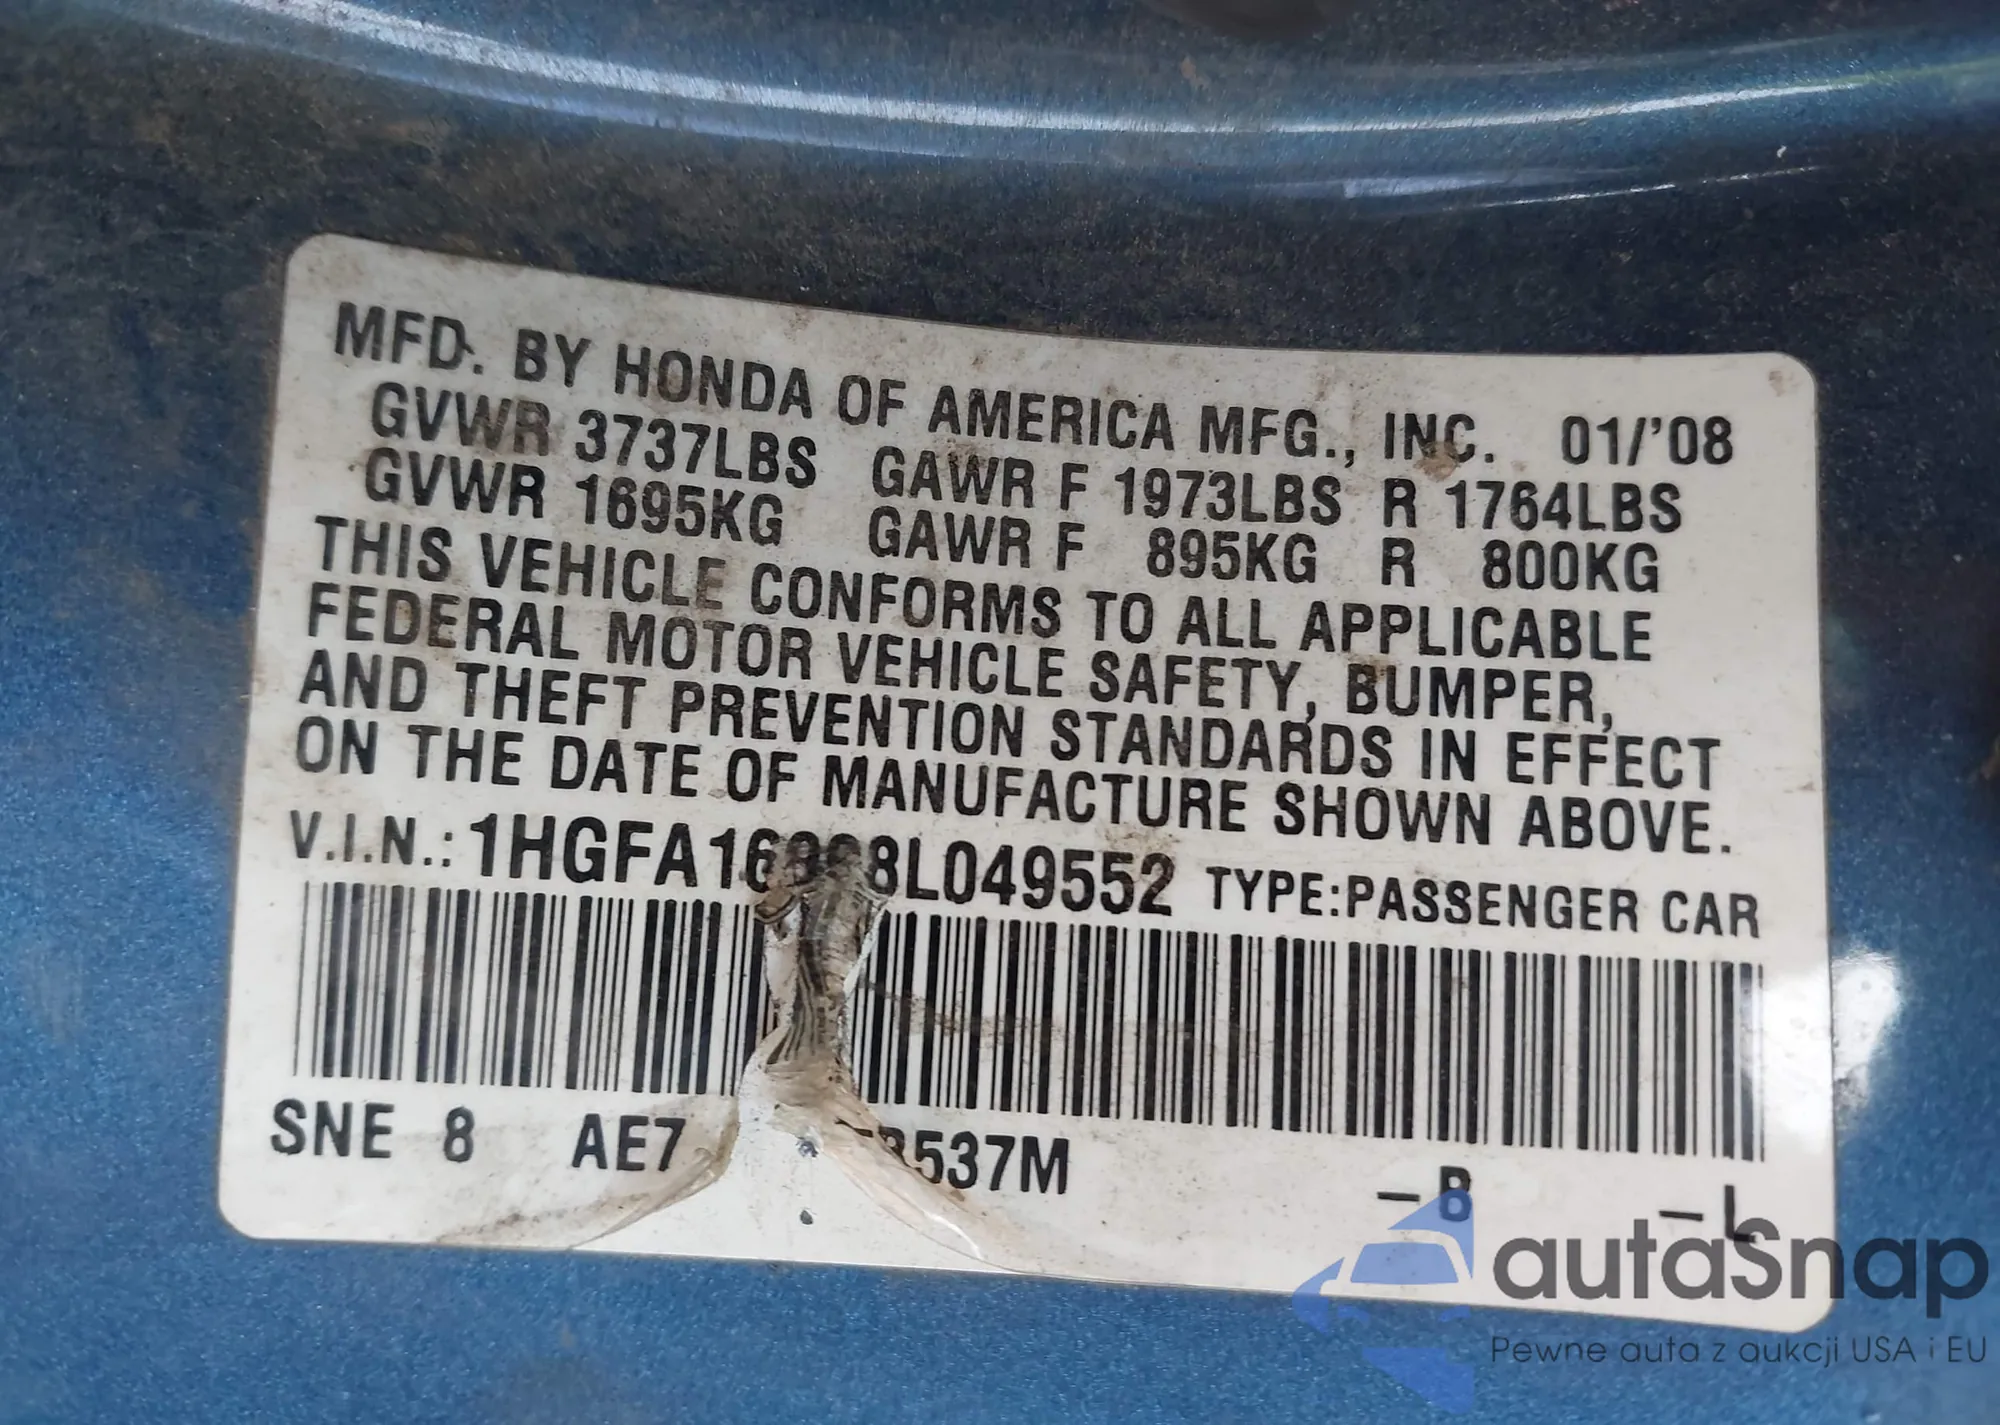 MFD. BY HONDA OF AMERICA MFG., INC. 01/'08
GVWR 3737LBS GAWR F 1973LBS R 1764LBS
GVWR 1695KG GAWR F 895KG R 800KG
THIS VEHICLE CONFORMS TO ALL APPLICABLE
FEDERAL MOTOR VEHICLE SAFETY, BUMPER,
AND THEFT PREVENTION STANDARDS IN EFFECT
ON THE DATE OF MANUFACTURE SHOWN ABOVE.
V.I.N.: TYPE:PASSENGER CAR
SNE 8 AE7 -B -L
autaSnap
Pewne auta z aukcji USA i EU